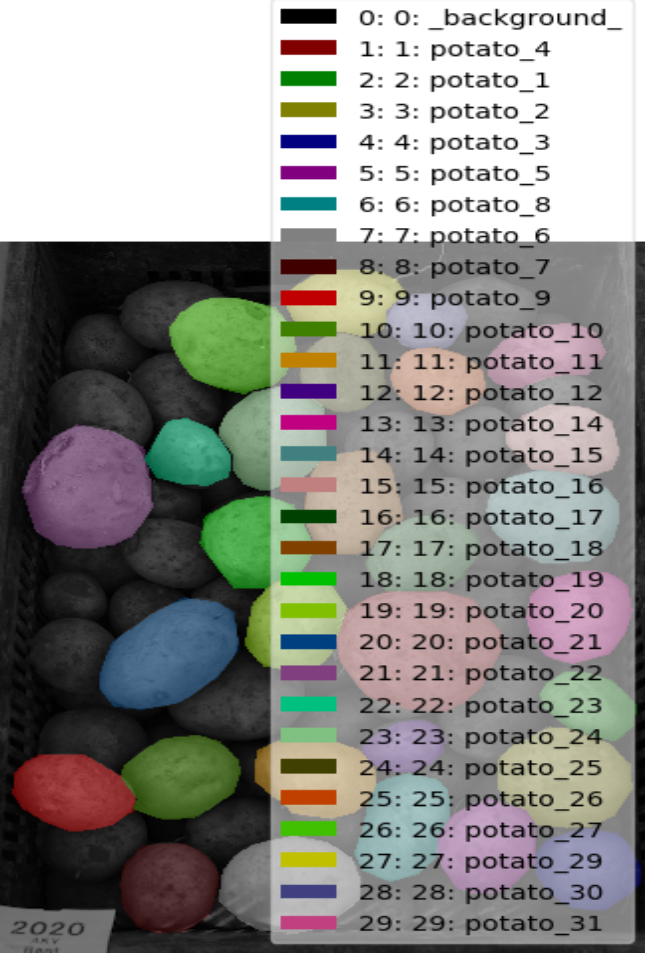 0: 0: _background_
1: 1: potato_4
2: 2: potato_1
3: 3: potato_2
4: 4: potato_3
5: 5: potato_5
6: 6: potato_8
7: 7: potato_6
8: 8: potato_7
9: 9: potato_9
10: 10: potato_10
11: 11: potato_11
12: 12: potato_12
13: 13: potato_14
14: 14: potato_15
15: 15: potato_16
16: 16: potato_17
17: 17: potato_18
18: 18: potato_19
19: 19: potato_20
20: 20: potato_21
21: 21: potato_22
22: 22: potato_23
23: 23: potato_24
24: 24: potato_25
25: 25: potato_26
26: 26: potato_27
27: 27: potato_29
28: 28: potato_30
29: 29: potato_31
2020
AKV